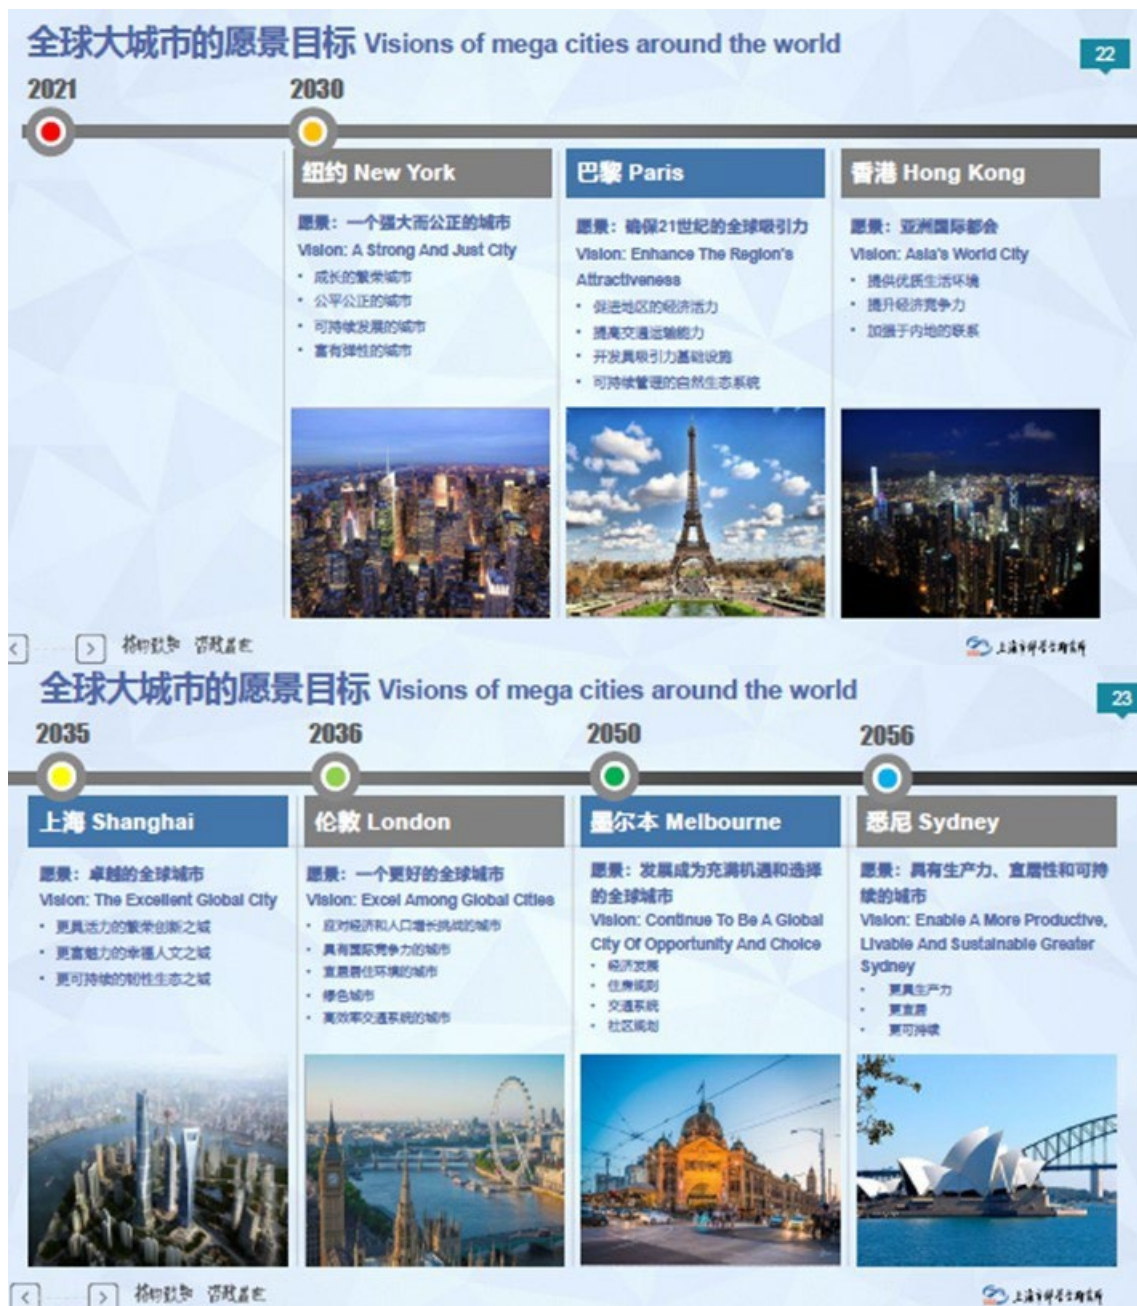 全球大城市的愿景目标 Visions of mega cities around the world
22
2021
2030
纽约 New York
愿景：一个强大而公正的城市
Vision: A Strong And Just City
• 成长的繁荣城市
• 公平公正的城市
• 可持续发展的城市
• 富有弹性的城市
巴黎 Paris
愿景：确保21世纪的全球吸引力
Vision: Enhance The Region's
Attractiveness
• 促进地区的经济活力
• 提高交通运输能力
• 开发具吸引力基础设施
• 可持续管理的自然生态系统
香港 Hong Kong
愿景：亚洲国际都会
Vision: Asia's World City
• 提供优质生活环境
• 提升经济竞争力
• 加强于内地的联系
上海市科学学研究所
全球大城市的愿景目标 Visions of mega cities around the world
23
2035
2036
2050
2056
上海 Shanghai
愿景：卓越的全球城市
Vision: The Excellent Global City
• 更具活力的繁荣创新之城
• 更富魅力的幸福人文之城
• 更可持续的韧性生态之城
伦敦 London
愿景：一个更好的全球城市
Vision: Excel Among Global Cities
• 应对经济和人口增长挑战的城市
• 具有国际竞争力的城市
• 宜居居住环境的城市
• 绿色城市
• 高效率交通系统的城市
墨尔本 Melbourne
愿景：发展成为充满机遇和选择
的全球城市
Vision: Continue To Be A Global
City Of Opportunity And Choice
• 经济发展
• 住房规划
• 交通系统
• 社区规划
悉尼 Sydney
愿景：具有生产力、宜居性和可持
续的城市
Vision: Enable A More Productive,
Livable And Sustainable Greater
Sydney
• 更具生产力
• 更宜居
• 更可持续
上海市科学学研究所